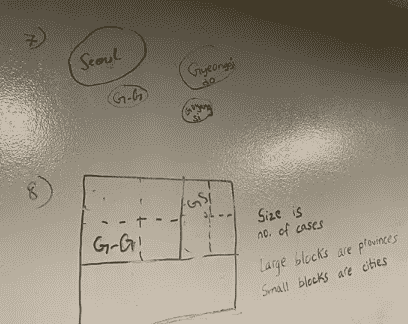 7)
Seoul
Gyeonggi
do
G-G
si
8)
GS
G-G
Size is
no. of cases
Large blocks are provinces
Small blocks are cities